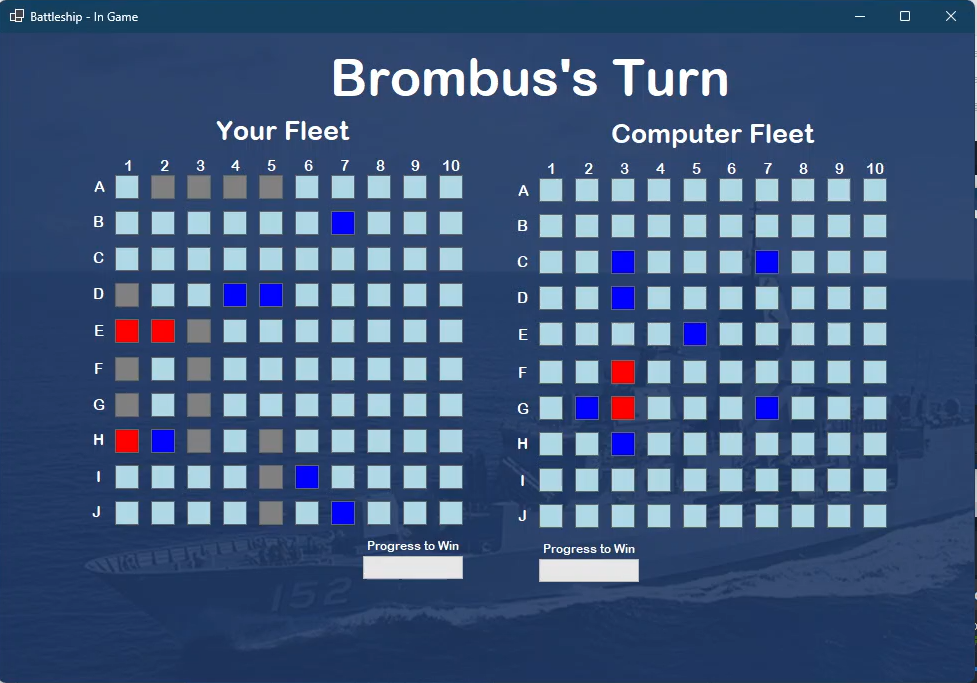 Battleship - In Game
Brombus's Turn
Your Fleet
Computer Fleet
1 2 3 4 5 6 7 8 9 10
A
B
C
D
E
F
G
H
I
J
Progress to Win
1 2 3 4 5 6 7 8 9 10
A
B
C
D
E
F
G
H
I
J
Progress to Win
152